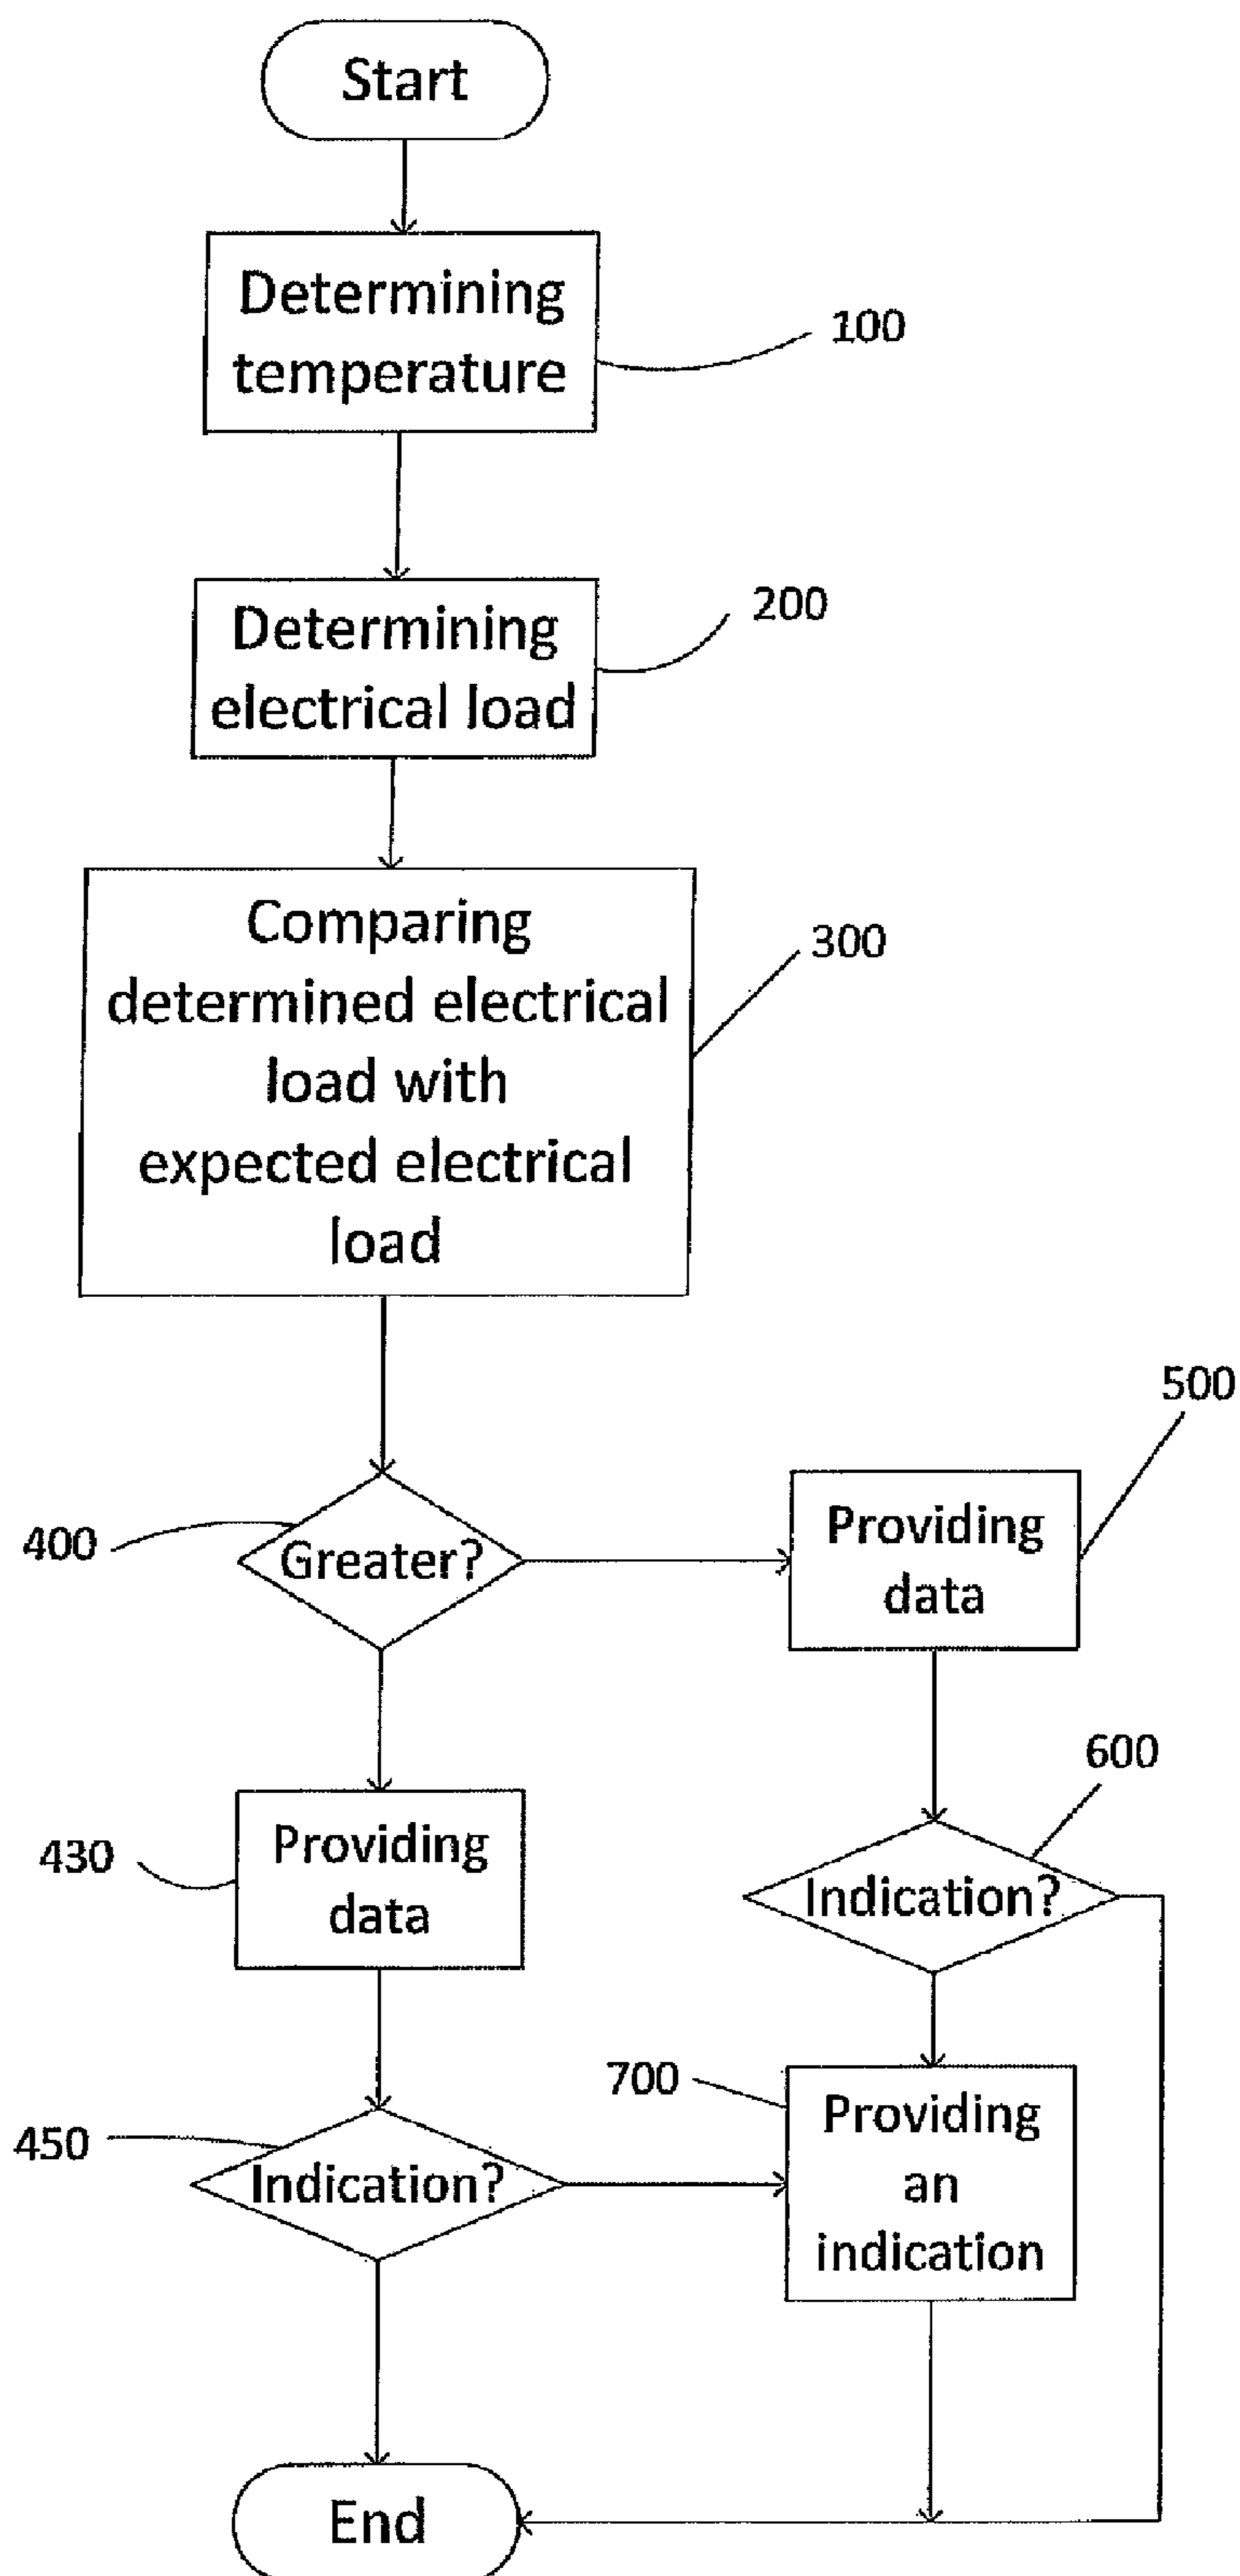 Start
Determining
temperature
100
Determining
electrical load
200
Comparing
determined electrical
load with
expected electrical
load
300
400
Greater?
Providing
data
500
430
Providing
data
600
Indication?
450
Indication?
700
Providing
an
indication
End